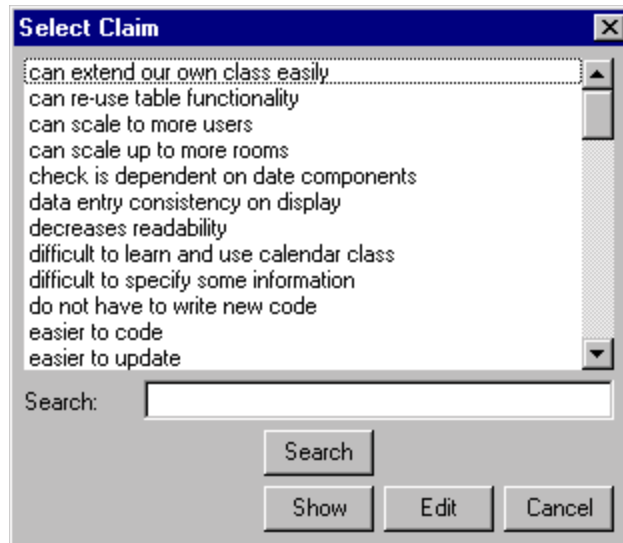 Select Claim
can extend our own class easily
can re-use table functionality
can scale to more users
can scale up to more rooms
check is dependent on date components
data entry consistency on display
decreases readability
difficult to learn and use calendar class
difficult to specify some information
do not have to write new code
easier to code
easier to update
Search:
Search
Show Edit Cancel